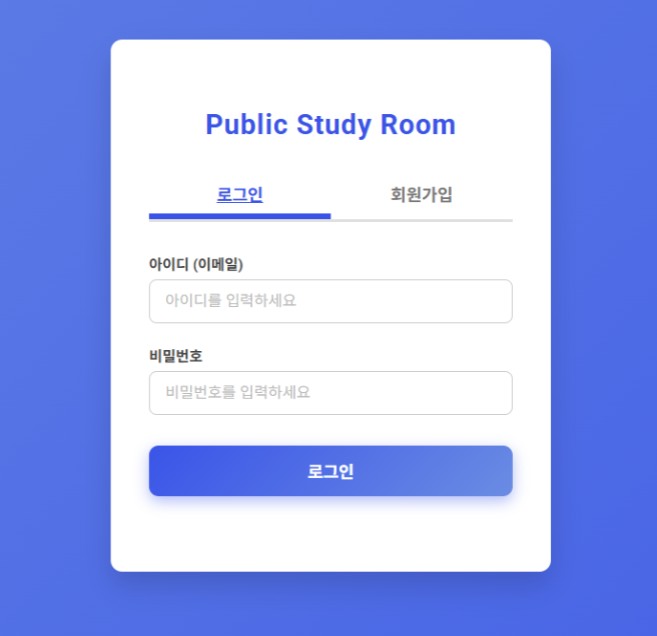 Public Study Room
로그인 회원가입
아이디 (이메일)
아이디를 입력하세요
비밀번호
비밀번호를 입력하세요
로그인